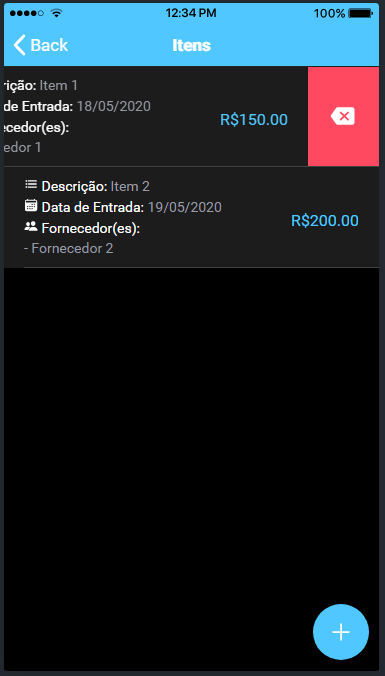 12:34 PM 100%
Back Itens
rição: Item 1
de Entrada: 18/05/2020
ecedor(es):
edor 1
R$150.00
Descrição: Item 2
Data de Entrada: 19/05/2020
Fornecedor(es):
- Fornecedor 2
R$200.00